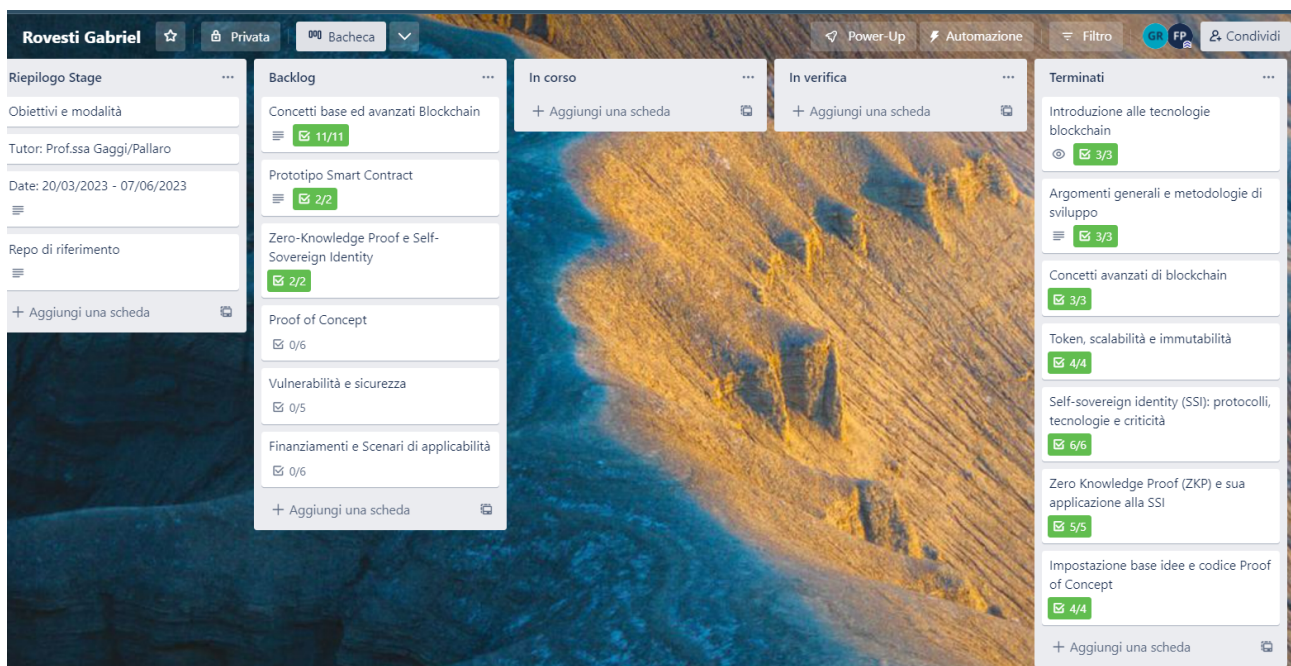 Rovesti Gabriel
Privata
Bacheca
Power-Up
Automazione
Filtro
GR
FP
Condividi
Riepilogo Stage
Obiettivi e modalità
Tutor: Prof.ssa Gaggi/Pallaro
Date: 20/03/2023 - 07/06/2023
Repo di riferimento
+ Aggiungi una scheda
Backlog
Concetti base ed avanzati Blockchain
11/11
Prototipo Smart Contract
2/2
Zero-Knowledge Proof e Self-
Sovereign Identity
2/2
Proof of Concept
0/6
Vulnerabilità e sicurezza
0/5
Finanziamenti e Scenari di applicabilità
0/6
+ Aggiungi una scheda
In corso
+ Aggiungi una scheda
In verifica
+ Aggiungi una scheda
Terminati
Introduzione alle tecnologie
blockchain
3/3
Argomenti generali e metodologie di
sviluppo
3/3
Concetti avanzati di blockchain
3/3
Token, scalabilità e immutabilità
4/4
Self-sovereign identity (SSI): protocolli,
tecnologie e criticità
6/6
Zero Knowledge Proof (ZKP) e sua
applicazione alla SSI
5/5
Impostazione base idee e codice Proof
of Concept
4/4
+ Aggiungi una scheda